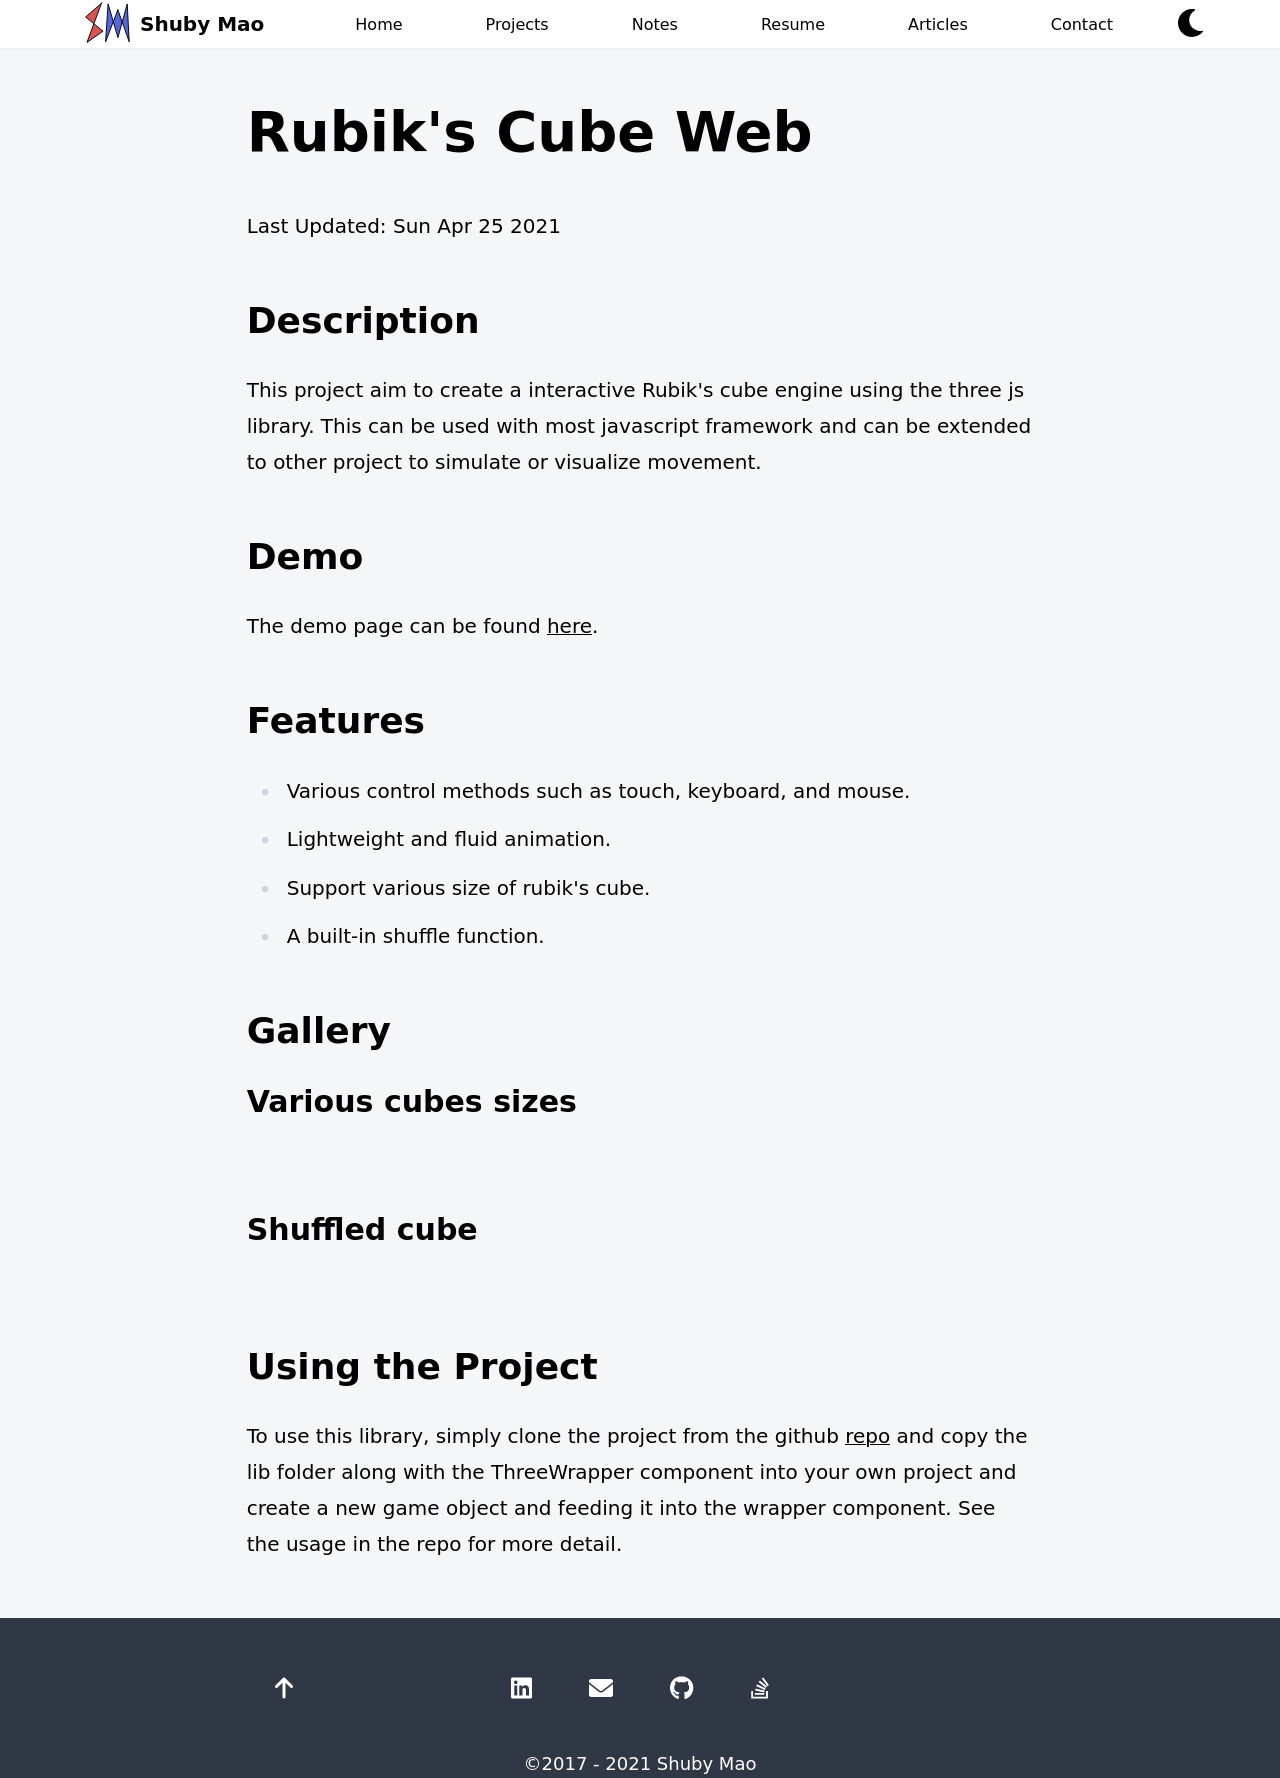 Shuby Mao
Home
Projects
Notes
Resume
Articles
Contact
Rubik's Cube Web
Last Updated: Sun Apr 25 2021
Description
This project aim to create a interactive Rubik's cube engine using the three js
library. This can be used with most javascript framework and can be extended
to other project to simulate or visualize movement.
Demo
The demo page can be found here.
Features
Various control methods such as touch, keyboard, and mouse.
Lightweight and fluid animation.
Support various size of rubik's cube.
A built-in shuffle function.
Gallery
Various cubes sizes
Shuffled cube
Using the Project
To use this library, simply clone the project from the github repo and copy the
lib folder along with the ThreeWrapper component into your own project and
create a new game object and feeding it into the wrapper component. See
the usage in the repo for more detail.
©2017 - 2021 Shuby Mao